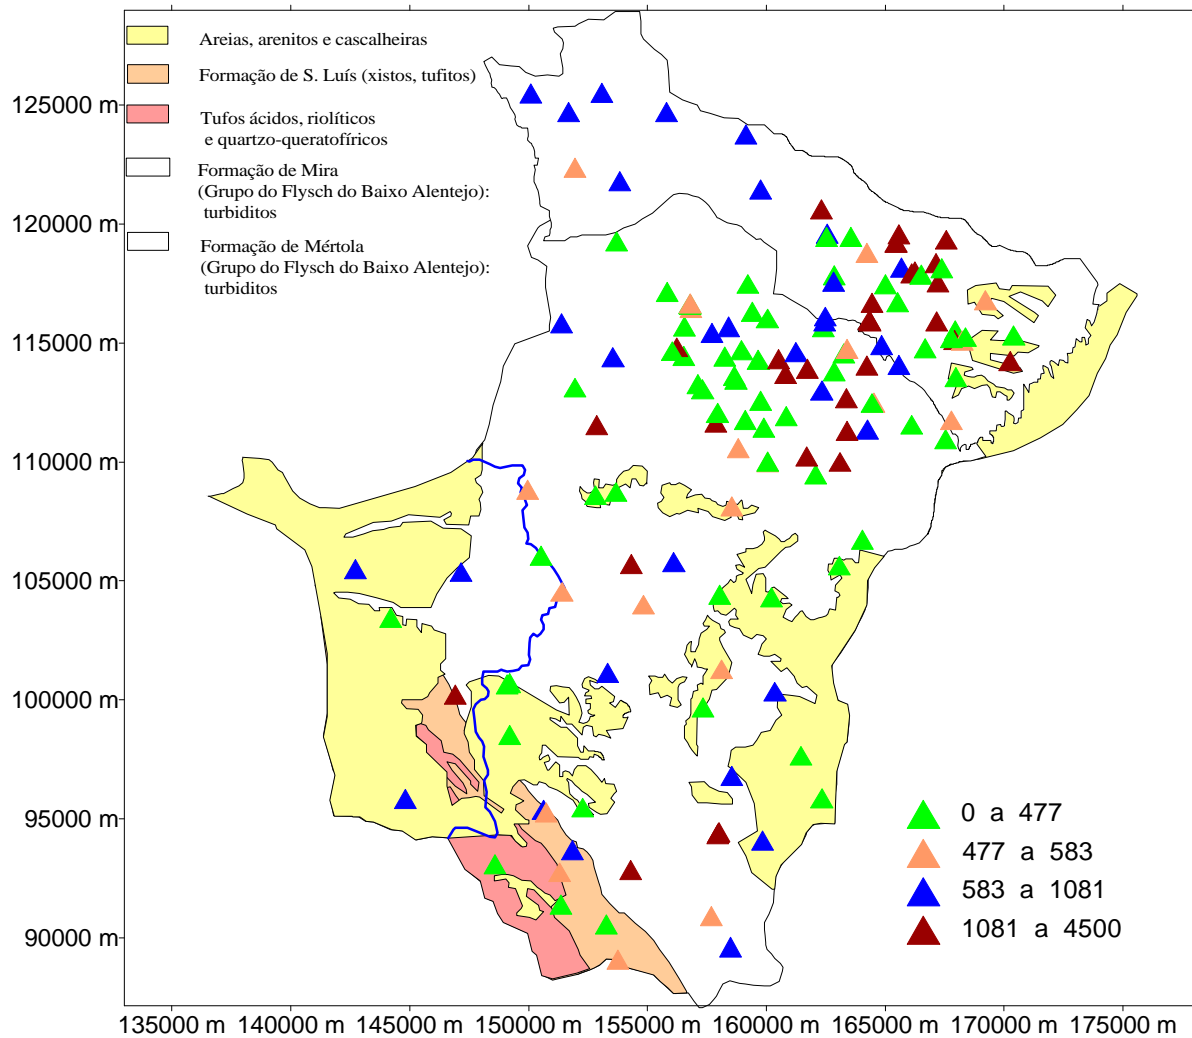 Areias, arenitos e cascalheiras
Formação de S. Luís (xistos, tufitos)
Tufos ácidos, riolíticos
e quartzo-queratofíricos
Formação de Mira
(Grupo do Flysch do Baixo Alentejo):
turbiditos
Formação de Mértola
(Grupo do Flysch do Baixo Alentejo):
turbiditos
125000 m
120000 m
115000 m
110000 m
105000 m
100000 m
95000 m
90000 m
0 a 477
477 a 583
583 a 1081
1081 a 4500
135000 m
140000 m
145000 m
150000 m
155000 m
160000 m
165000 m
170000 m
175000 m